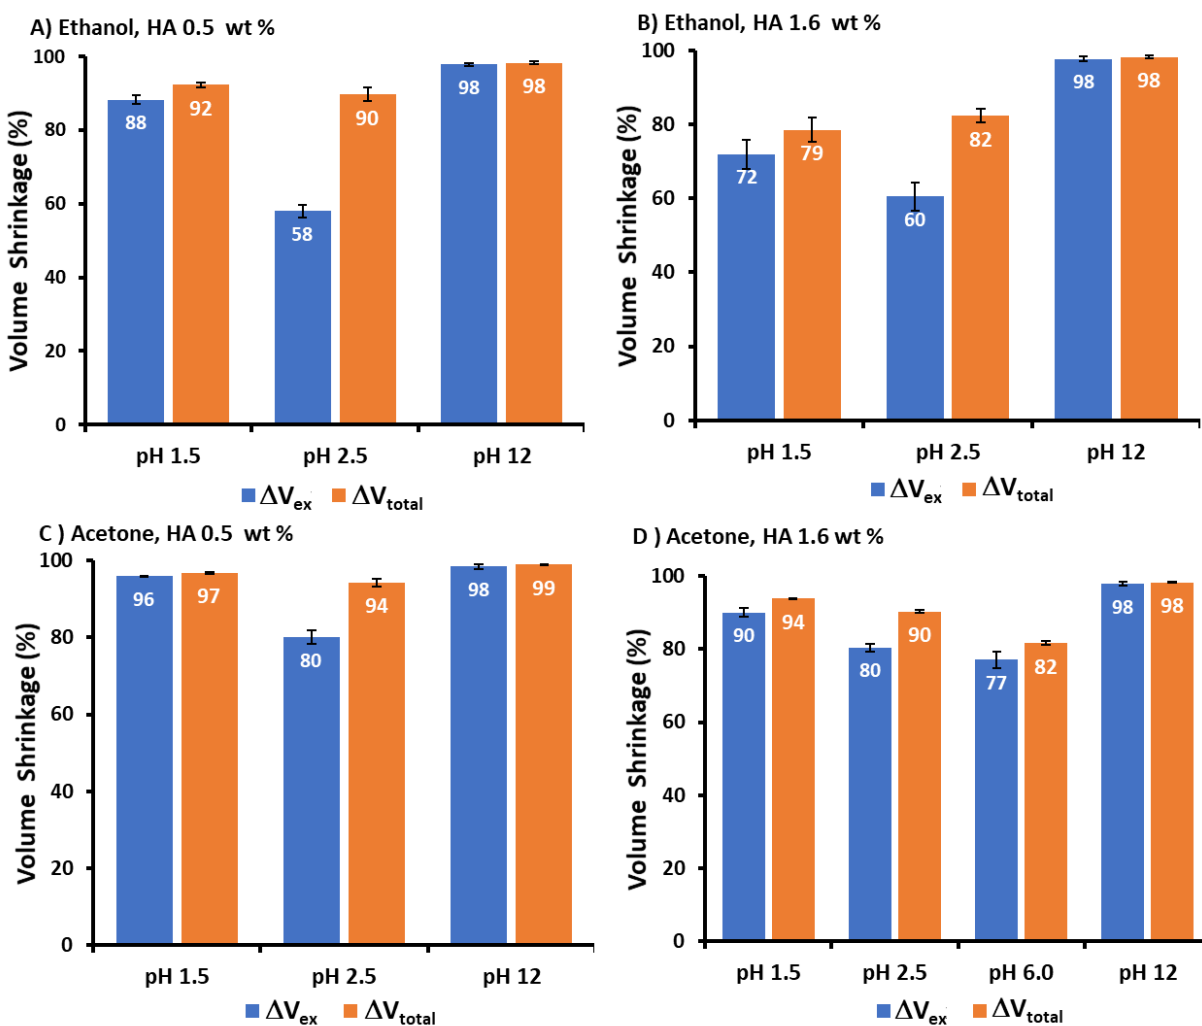 A) Ethanol, HA 0.5 wt %
Volume Shrinkage (%)
100
80
60
40
20
0
88
92
58
90
98
98
pH 1.5
pH 2.5
pH 12
ΔVex
ΔVtotal
B) Ethanol, HA 1.6 wt %
Volume Shrinkage (%)
100
80
60
40
20
0
72
79
60
82
98
98
pH 1.5
pH 2.5
pH 12
ΔVex
ΔVtotal
C ) Acetone, HA 0.5 wt %
Volume Shrinkage (%)
100
80
60
40
20
0
96
97
80
94
98
99
pH 1.5
pH 2.5
pH 12
ΔVex
ΔVtotal
D ) Acetone, HA 1.6 wt %
Volume Shrinkage (%)
100
80
60
40
20
0
90
94
80
90
77
82
98
98
pH 1.5
pH 2.5
pH 6.0
pH 12
ΔVex
ΔVtotal